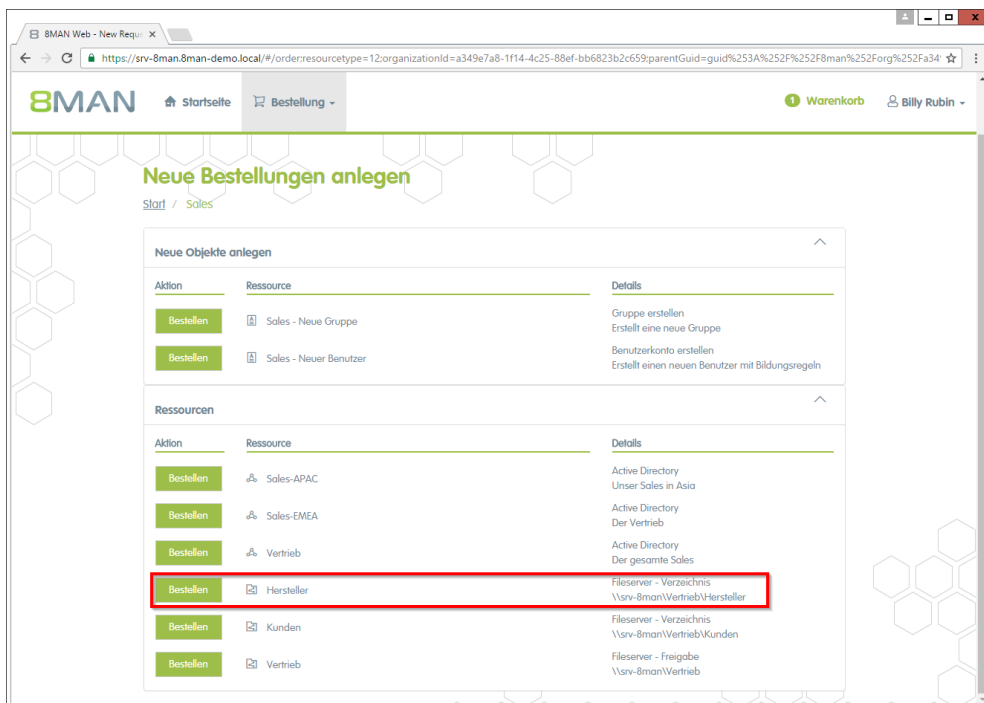 8MAN Web - New Requ
https://srv-8man.8man-demo.local/#/order:resourcetype=12;organizationId=a349e7a8-1f14-4c25-88ef-bb6823b2c659;parentGuid=guid%253A%252F%252F8man%252Forg%252Fa34
8MAN Startseite Bestellung 1 Warenkorb Billy Rubin
Neue Bestellungen anlegen
Start / Sales
Neue Objekte anlegen
Aktion Ressource Details
Bestellen Sales - Neue Gruppe Gruppe erstellen
Erstellt eine neue Gruppe
Bestellen Sales - Neuer Benutzer Benutzerkonto erstellen
Erstellt einen neuen Benutzer mit Bildungsregeln
Ressourcen
Aktion Ressource Details
Bestellen Sales-APAC Active Directory
Unser Sales in Asia
Bestellen Sales-EMEA Active Directory
Der Vertrieb
Bestellen Vertrieb Active Directory
Der gesamte Sales
Bestellen Hersteller Fileserver - Verzeichnis
\\srv-8man\Vertrieb\Hersteller
Bestellen Kunden Fileserver - Verzeichnis
\\srv-8man\Vertrieb\Kunden
Bestellen Vertrieb Fileserver - Freigabe
\\srv-8man\Vertrieb